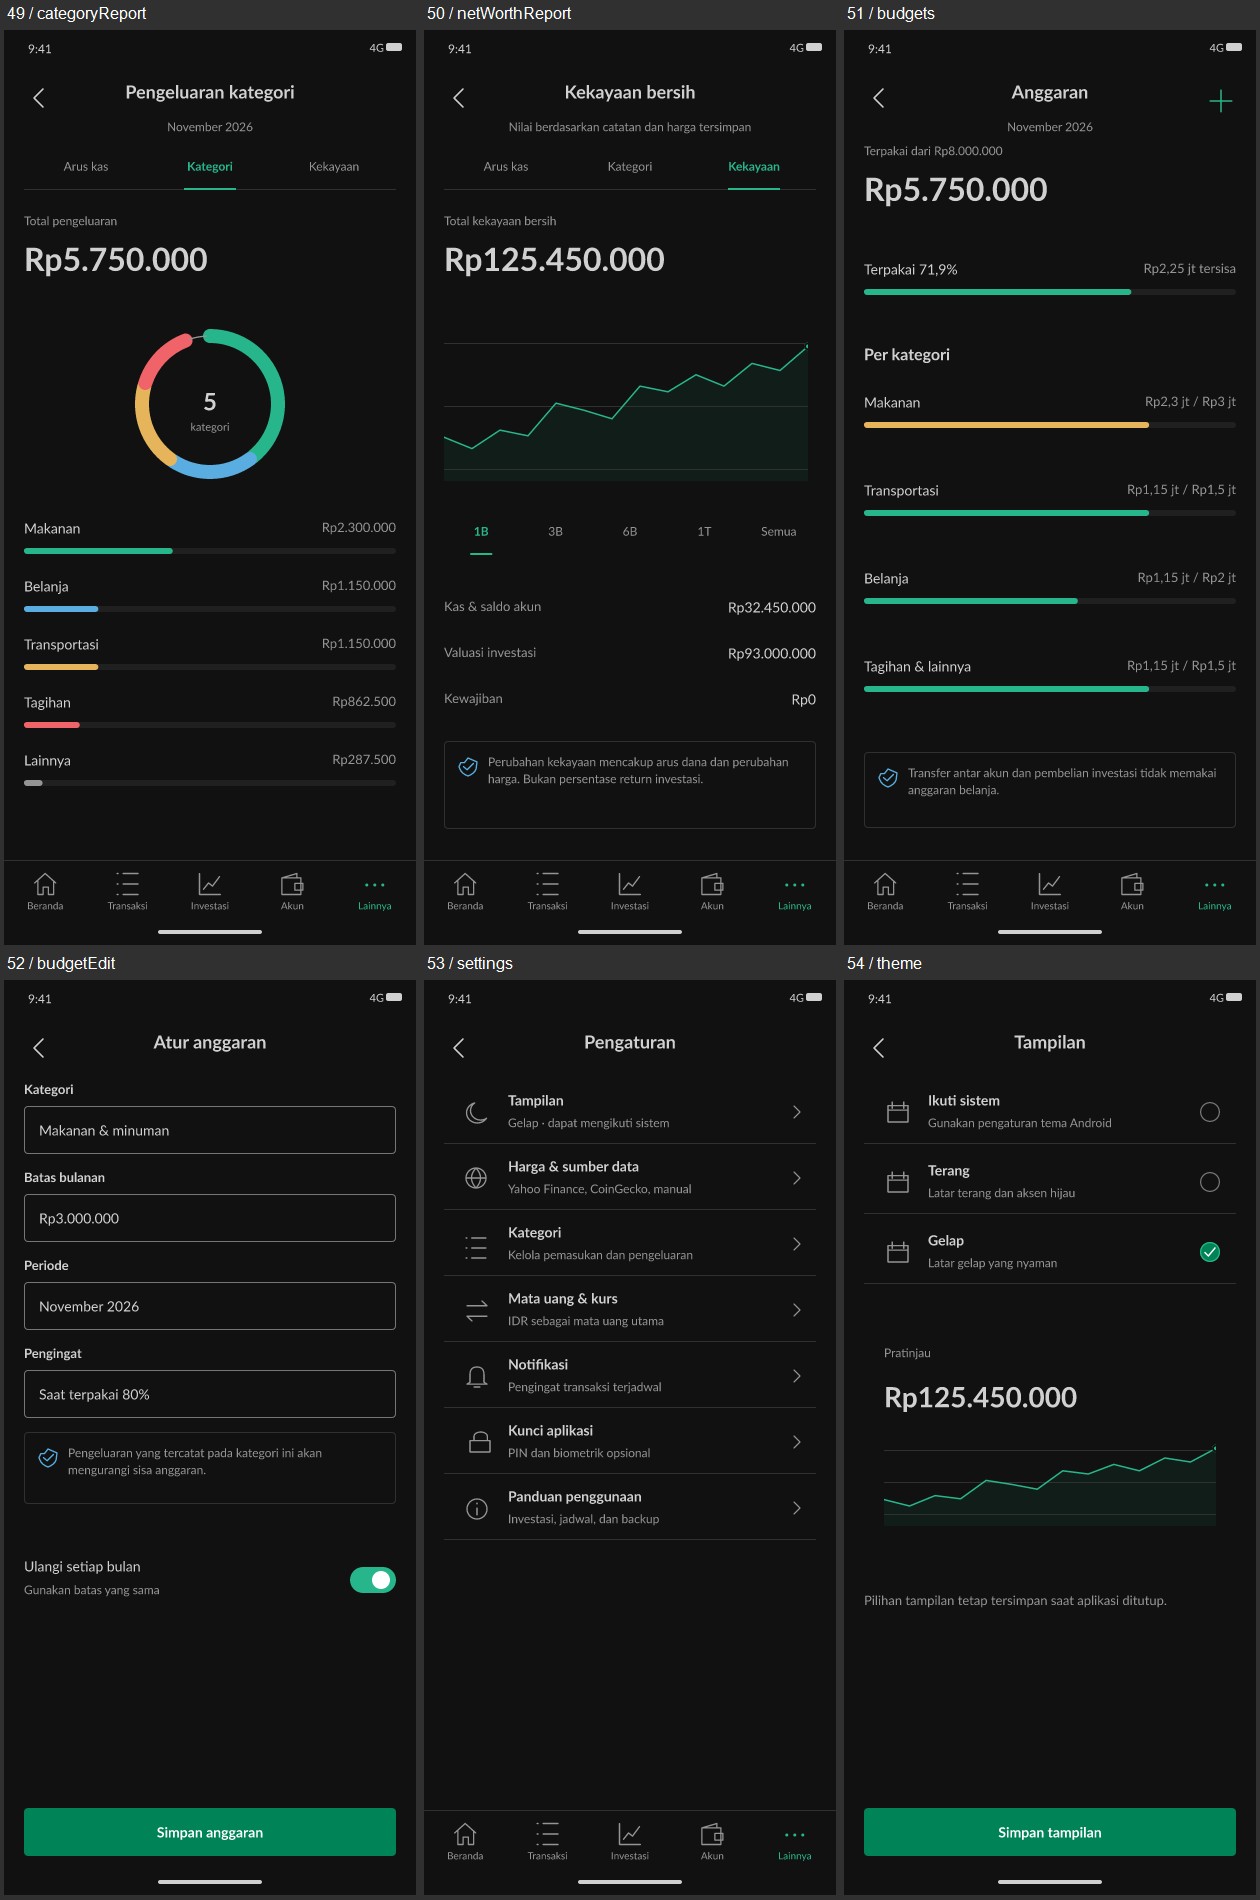 49 / categoryReport
9:41
4G
Pengeluaran kategori
November 2026
Arus kas
Kategori
Kekayaan
Total pengeluaran
Rp5.750.000
5
kategori
Makanan
Rp2.300.000
Belanja
Rp1.150.000
Transportasi
Rp1.150.000
Tagihan
Rp862.500
Lainnya
Rp287.500
Beranda
Transaksi
Investasi
Akun
Lainnya
50 / netWorthReport
9:41
4G
Kekayaan bersih
Nilai berdasarkan catatan dan harga tersimpan
Arus kas
Kategori
Kekayaan
Total kekayaan bersih
Rp125.450.000
1B
3B
6B
1T
Semua
Kas & saldo akun
Rp32.450.000
Valuasi investasi
Rp93.000.000
Kewajiban
Rp0
Perubahan kekayaan mencakup arus dana dan perubahan
harga. Bukan persentase return investasi.
Beranda
Transaksi
Investasi
Akun
Lainnya
51 / budgets
9:41
4G
Anggaran
November 2026
Terpakai dari Rp8.000.000
Rp5.750.000
Terpakai 71,9%
Rp2,25 jt tersisa
Per kategori
Makanan
Rp2,3 jt / Rp3 jt
Transportasi
Rp1,15 jt / Rp1,5 jt
Belanja
Rp1,15 jt / Rp2 jt
Tagihan & lainnya
Rp1,15 jt / Rp1,5 jt
Transfer antar akun dan pembelian investasi tidak memakai
anggaran belanja.
Beranda
Transaksi
Investasi
Akun
Lainnya
52 / budgetEdit
9:41
4G
Atur anggaran
Kategori
Makanan & minuman
Batas bulanan
Rp3.000.000
Periode
November 2026
Pengingat
Saat terpakai 80%
Pengeluaran yang tercatat pada kategori ini akan
mengurangi sisa anggaran.
Ulangi setiap bulan
Gunakan batas yang sama
Simpan anggaran
53 / settings
9:41
4G
Pengaturan
Tampilan
Gelap · dapat mengikuti sistem
Harga & sumber data
Yahoo Finance, CoinGecko, manual
Kategori
Kelola pemasukan dan pengeluaran
Mata uang & kurs
IDR sebagai mata uang utama
Notifikasi
Pengingat transaksi terjadwal
Kunci aplikasi
PIN dan biometrik opsional
Panduan penggunaan
Investasi, jadwal, dan backup
Beranda
Transaksi
Investasi
Akun
Lainnya
54 / theme
9:41
4G
Tampilan
Ikuti sistem
Gunakan pengaturan tema Android
Terang
Latar terang dan aksen hijau
Gelap
Latar gelap yang nyaman
Pratinjau
Rp125.450.000
Pilihan tampilan tetap tersimpan saat aplikasi ditutup.
Simpan tampilan